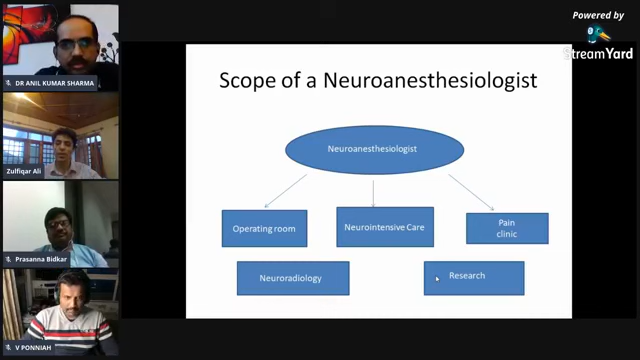 Powered by
StreamYard
DR ANIL KUMAR SHARMA
Zulfiqar Ali
Prasanna Bidkar
V PONNIAH
Scope of a Neuroanesthesiologist
Neuroanesthesiologist
Operating room
Neurointensive Care
Pain
clinic
Neuroradiology
Research